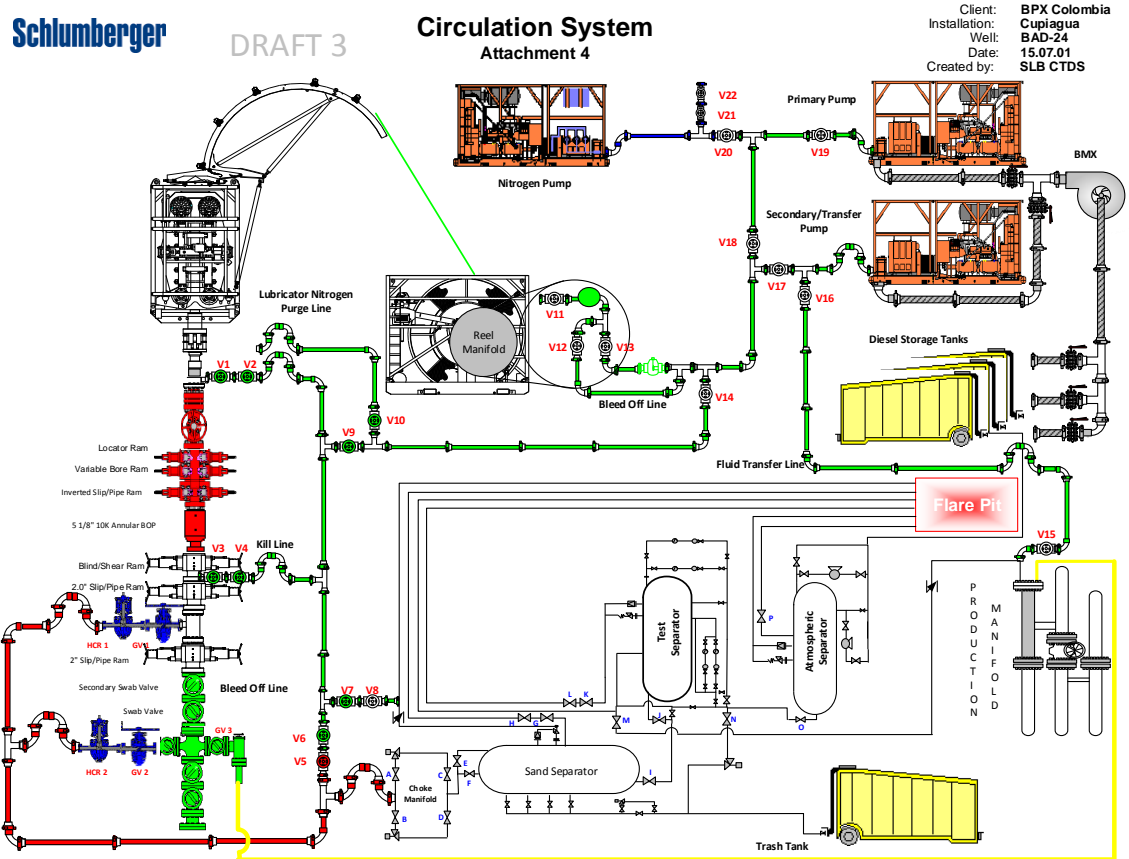 Schlumberger
DRAFT 3
Circulation System
Attachment 4
Client: BPX Colombia
Installation: Cupiagua
Well: BAD-24
Date: 15.07.01
Created by: SLB CTDS
V22
V21
V20
V19
Primary Pump
BMX
Nitrogen Pump
Secondary/Transfer
Pump
V18
V17
V16
Lubricator Nitrogen
Purge Line
V11
V12
V13
Reel
Manifold
Diesel Storage Tanks
V1
V2
Bleed Off Line
V14
V10
V9
Locator Ram
Variable Bore Ram
Inverted Slip/Pipe Ram
Fluid Transfer Line
Flare Pit
5 1/8" 10K Annular BOP
V15
V3
V4
Kill Line
Blind/Shear Ram
2.0" Slip/Pipe Ram
HCR 1
GV 1
2" Slip/Pipe Ram
Test
Separator
Atmospheric
Separator
P
PRODUCTION
MANIFOLD
Secondary Swab Valve
Bleed Off Line
V7
V8
L
K
Swab Valve
H
G
M
J
N
O
V6
GV 3
V5
HCR 2
GV 2
A
C
E
F
Sand Separator
I
Choke
Manifold
B
D
Trash Tank